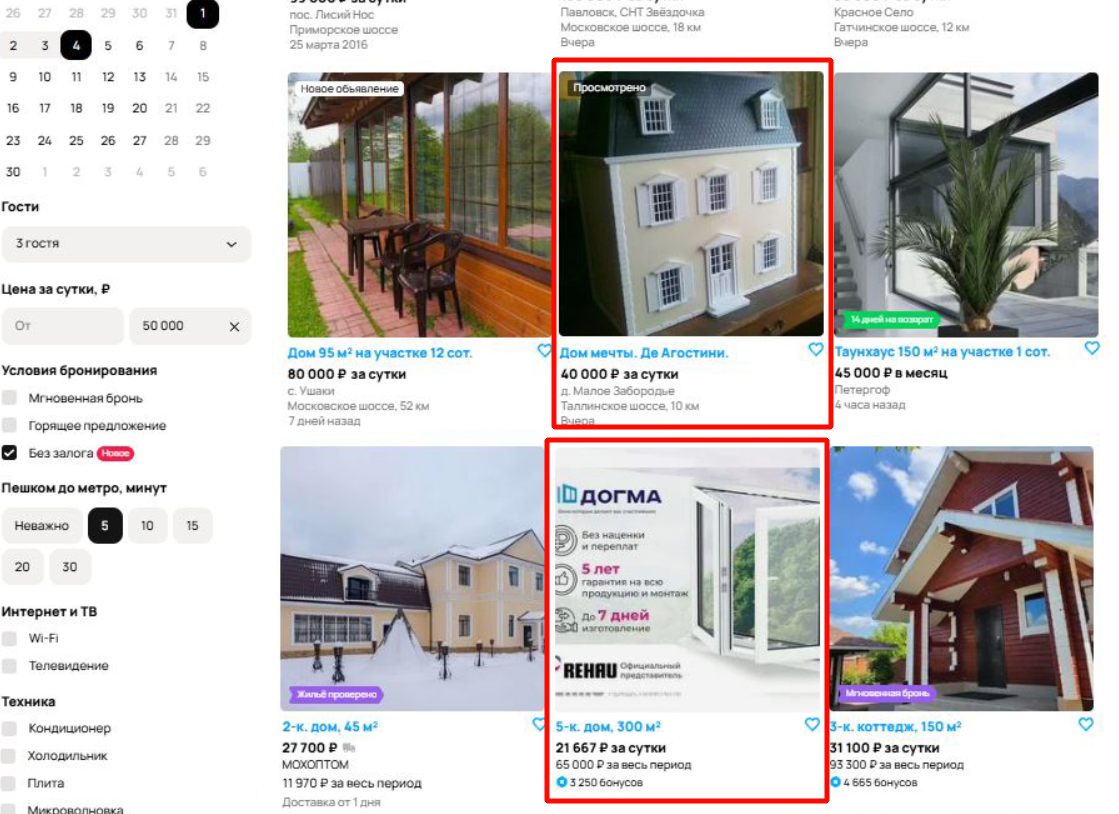 26 27 28 29 30 31 1
2 3 4 5 6 7 8
9 10 11 12 13 14 15
16 17 18 19 20 21 22
23 24 25 26 27 28 29
30 1 2 3 4 5 6
Гости
3 гостя
Цена за сутки, ₽
От
50 000
Условия бронирования
Мгновенная бронь
Горящее предложение
Без залога Новое
Пешком до метро, минут
Неважно 5 10 15
20 30
Интернет и ТВ
Wi-Fi
Телевидение
Техника
Кондиционер
Холодильник
Плита
Микроволновка
пос. Лисий Нос
Приморское шоссе
25 марта 2016
Павловск, СНТ Звёздочка
Московское шоссе, 18 км
Вчера
Красное Село
Гатчинское шоссе, 12 км
Вчера
Новое объявление
Дом 95 м² на участке 12 сот.
80 000 ₽ за сутки
с. Ушаки
Московское шоссе, 52 км
7 дней назад
Просмотрено
Дом мечты. Де Агостини.
40 000 ₽ за сутки
д. Малое Забородье
Таллинское шоссе, 10 км
Вчера
14 дней на возврат
Таунхаус 150 м² на участке 1 сот.
45 000 ₽ в месяц
Петергоф
4 часа назад
Жильё проверено
2-к. дом, 45 м²
27 700 ₽
МОХОПТОМ
11 970 ₽ за весь период
Доставка от 1 дня
ДОГМА
Без наценки
и переплат
5 лет
гарантия на всю
продукцию и монтаж
До 7 дней
изготовление
REHAU Официальный
представитель
5-к. дом, 300 м²
21 667 ₽ за сутки
65 000 ₽ за весь период
3 250 бонусов
Мгновенная бронь
3-к. коттедж, 150 м²
31 100 ₽ за сутки
93 300 ₽ за весь период
4 665 бонусов